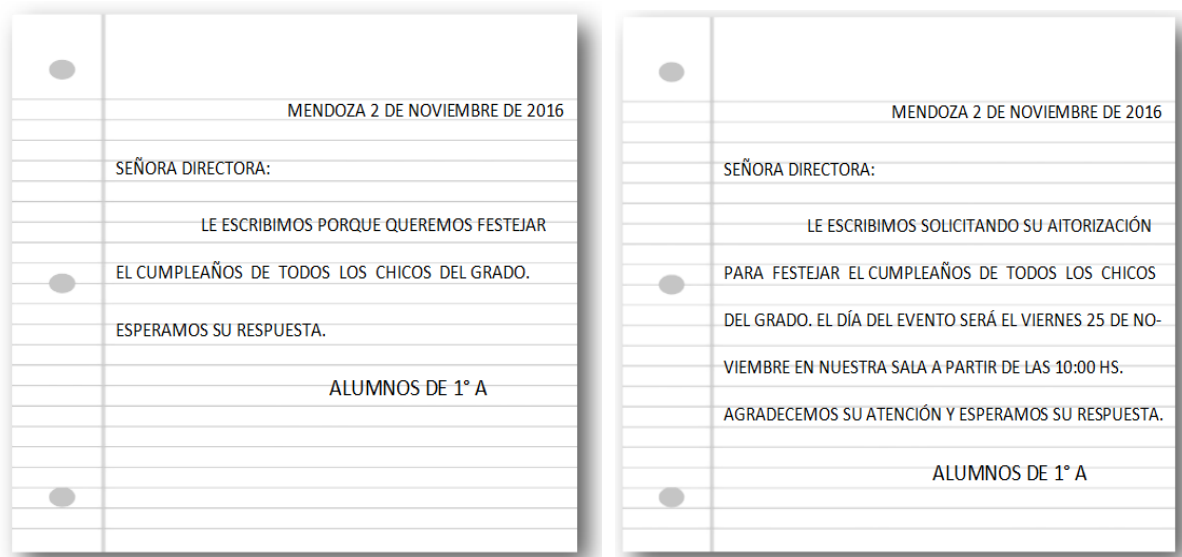 MENDOZA 2 DE NOVIEMBRE DE 2016
SEÑORA DIRECTORA:
LE ESCRIBIMOS PORQUE QUEREMOS FESTEJAR
EL CUMPLEAÑOS DE TODOS LOS CHICOS DEL GRADO.
ESPERAMOS SU RESPUESTA.
ALUMNOS DE 1° A
MENDOZA 2 DE NOVIEMBRE DE 2016
SEÑORA DIRECTORA:
LE ESCRIBIMOS SOLICITANDO SU AITORIZACIÓN
PARA FESTEJAR EL CUMPLEAÑOS DE TODOS LOS CHICOS
DEL GRADO. EL DÍA DEL EVENTO SERÁ EL VIERNES 25 DE NO-
VIEMBRE EN NUESTRA SALA A PARTIR DE LAS 10:00 HS.
AGRADECEMOS SU ATENCIÓN Y ESPERAMOS SU RESPUESTA.
ALUMNOS DE 1° A